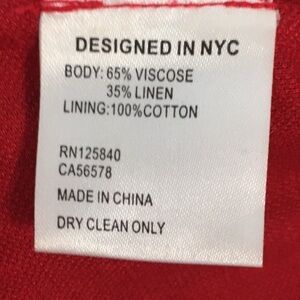 DESIGNED IN NYC
BODY: 65% VISCOSE
35% LINEN
LINING:100%COTTON
RN125840
CA56578
MADE IN CHINA
DRY CLEAN ONLY